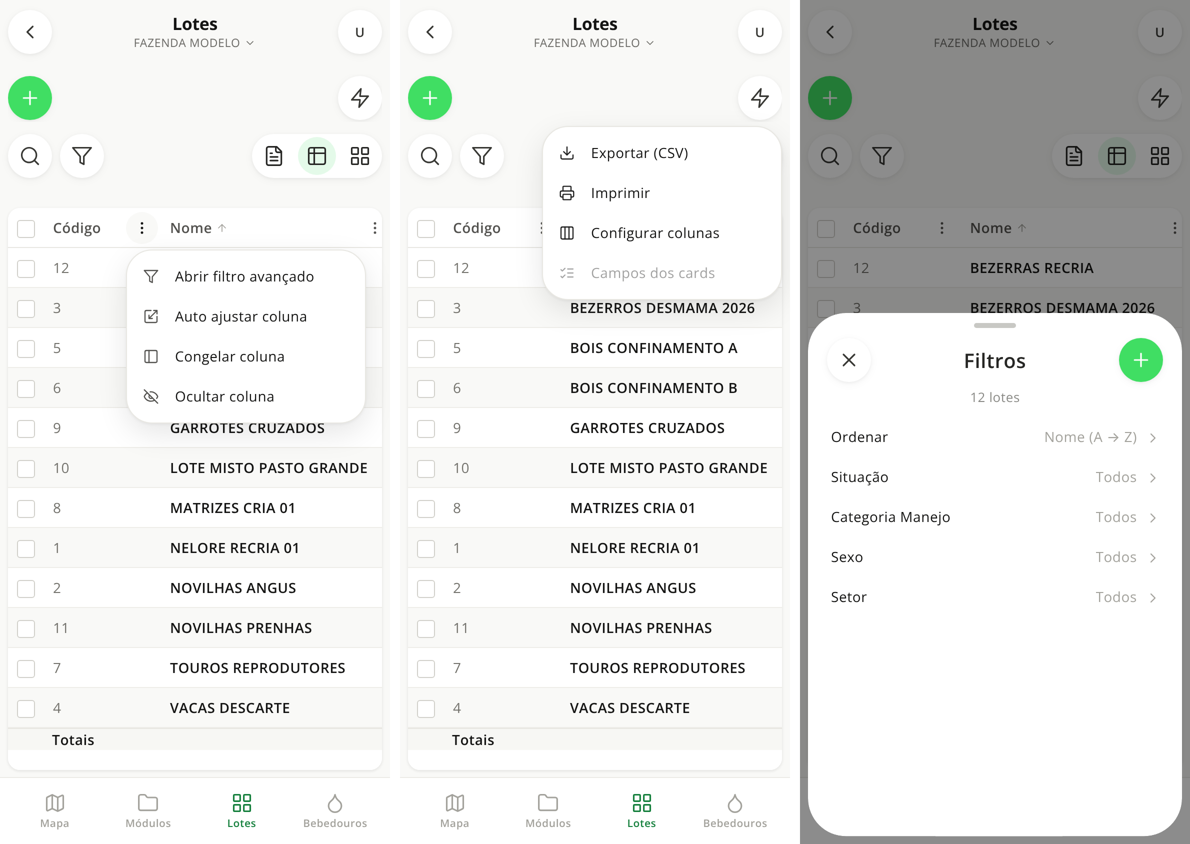 Lotes
FAZENDA MODELO
U
Código
Nome ↑
12
Abrir filtro avançado
3
Auto ajustar coluna
5
Congelar coluna
6
Ocultar coluna
9 GARROTES CRUZADOS
10 LOTE MISTO PASTO GRANDE
8 MATRIZES CRIA 01
1 NELORE RECRIA 01
2 NOVILHAS ANGUS
11 NOVILHAS PRENHAS
7 TOUROS REPRODUTORES
4 VACAS DESCARTE
Totais
Mapa Módulos Lotes Bebedouros
Lotes
FAZENDA MODELO
U
Exportar (CSV)
Imprimir
Configurar colunas
Campos dos cards
Código
12
3 BEZERROS DESMAMA 2026
5 BOIS CONFINAMENTO A
6 BOIS CONFINAMENTO B
9 GARROTES CRUZADOS
10 LOTE MISTO PASTO GRANDE
8 MATRIZES CRIA 01
1 NELORE RECRIA 01
2 NOVILHAS ANGUS
11 NOVILHAS PRENHAS
7 TOUROS REPRODUTORES
4 VACAS DESCARTE
Totais
Mapa Módulos Lotes Bebedouros
Lotes
FAZENDA MODELO
U
Código Nome ↑
12 BEZERRAS RECRIA
3 BEZERROS DESMAMA 2026
Filtros
12 lotes
Ordenar Nome (A → Z)
Situação Todos
Categoria Manejo Todos
Sexo Todos
Setor Todos